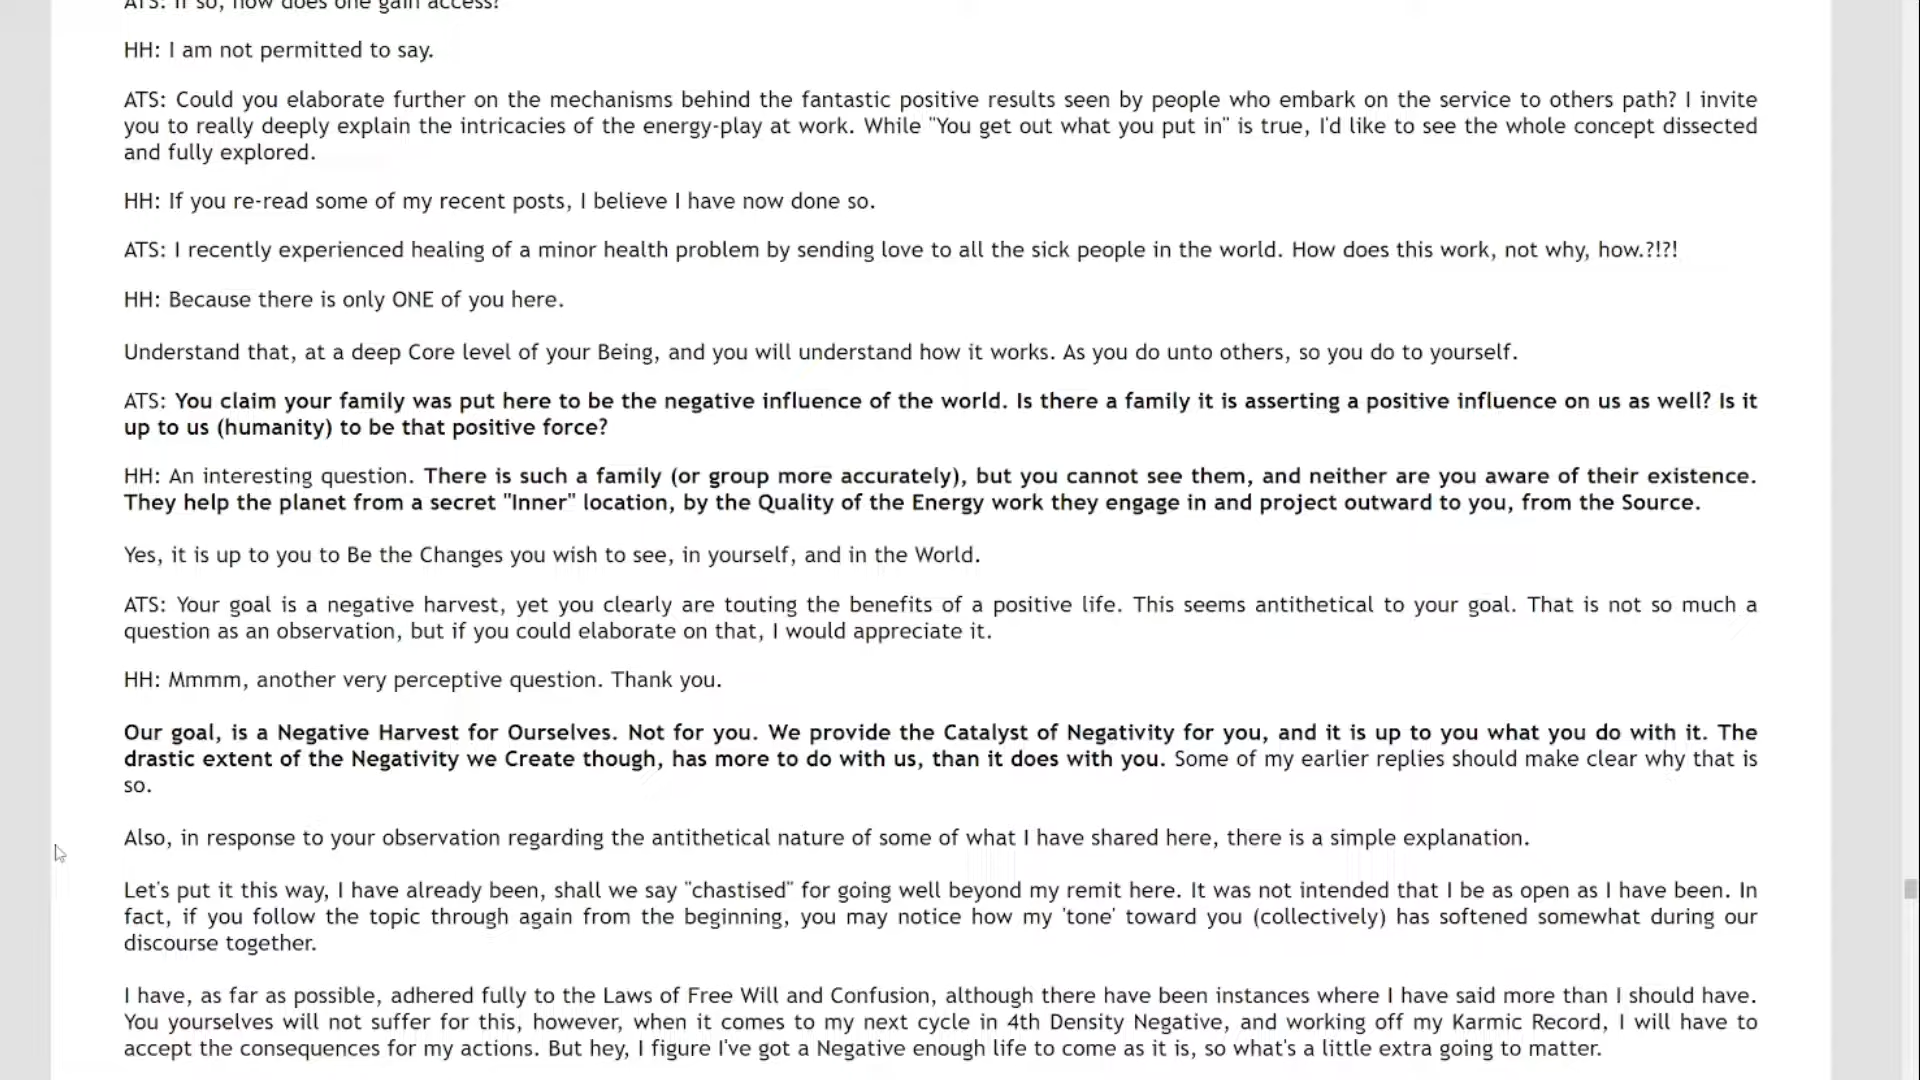 ATS: If so, how does one gain access?
HH: I am not permitted to say.
ATS: Could you elaborate further on the mechanisms behind the fantastic positive results seen by people who embark on the service to others path? I invite
you to really deeply explain the intricacies of the energy-play at work. While "You get out what you put in" is true, I'd like to see the whole concept dissected
and fully explored.
HH: If you re-read some of my recent posts, I believe I have now done so.
ATS: I recently experienced healing of a minor health problem by sending love to all the sick people in the world. How does this work, not why, how.?!?!
HH: Because there is only ONE of you here.
Understand that, at a deep Core level of your Being, and you will understand how it works. As you do unto others, so you do to yourself.
ATS: You claim your family was put here to be the negative influence of the world. Is there a family it is asserting a positive influence on us as well? Is it
up to us (humanity) to be that positive force?
HH: An interesting question. There is such a family (or group more accurately), but you cannot see them, and neither are you aware of their existence.
They help the planet from a secret "Inner" location, by the Quality of the Energy work they engage in and project outward to you, from the Source.
Yes, it is up to you to Be the Changes you wish to see, in yourself, and in the World.
ATS: Your goal is a negative harvest, yet you clearly are touting the benefits of a positive life. This seems antithetical to your goal. That is not so much a
question as an observation, but if you could elaborate on that, I would appreciate it.
HH: Mmmm, another very perceptive question. Thank you.
Our goal, is a Negative Harvest for Ourselves. Not for you. We provide the Catalyst of Negativity for you, and it is up to you what you do with it. The
drastic extent of the Negativity we Create though, has more to do with us, than it does with you. Some of my earlier replies should make clear why that is
so.
Also, in response to your observation regarding the antithetical nature of some of what I have shared here, there is a simple explanation.
Let's put it this way, I have already been, shall we say "chastised" for going well beyond my remit here. It was not intended that I be as open as I have been. In
fact, if you follow the topic through again from the beginning, you may notice how my 'tone' toward you (collectively) has softened somewhat during our
discourse together.
I have, as far as possible, adhered fully to the Laws of Free Will and Confusion, although there have been instances where I have said more than I should have.
You yourselves will not suffer for this, however, when it comes to my next cycle in 4th Density Negative, and working off my Karmic Record, I will have to
accept the consequences for my actions. But hey, I figure I've got a Negative enough life to come as it is, so what's a little extra going to matter.